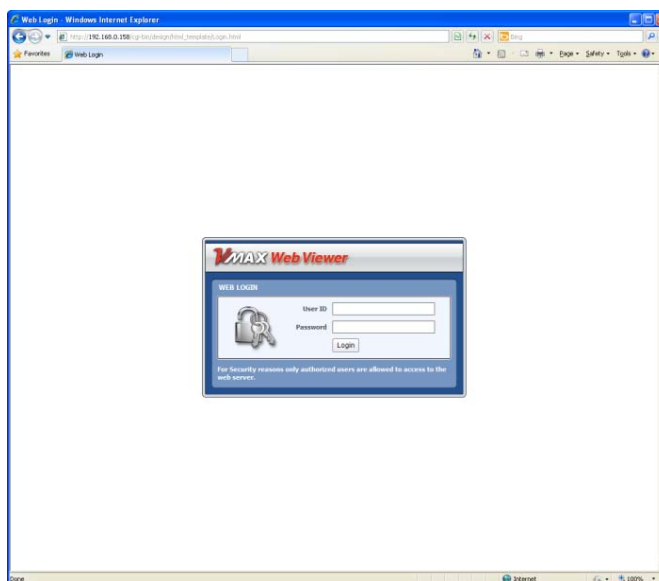 Web Login - Windows Internet Explorer
http://192.168.0.158/cgi-bin/design/html_template/Login.html
Bing
Favorites Web Login Page Safety Tools
VMAX Web Viewer
WEB LOGIN
User ID
Password
Login
For Security reasons only authorized users are allowed to access to the
web server.
Done Internet 100%